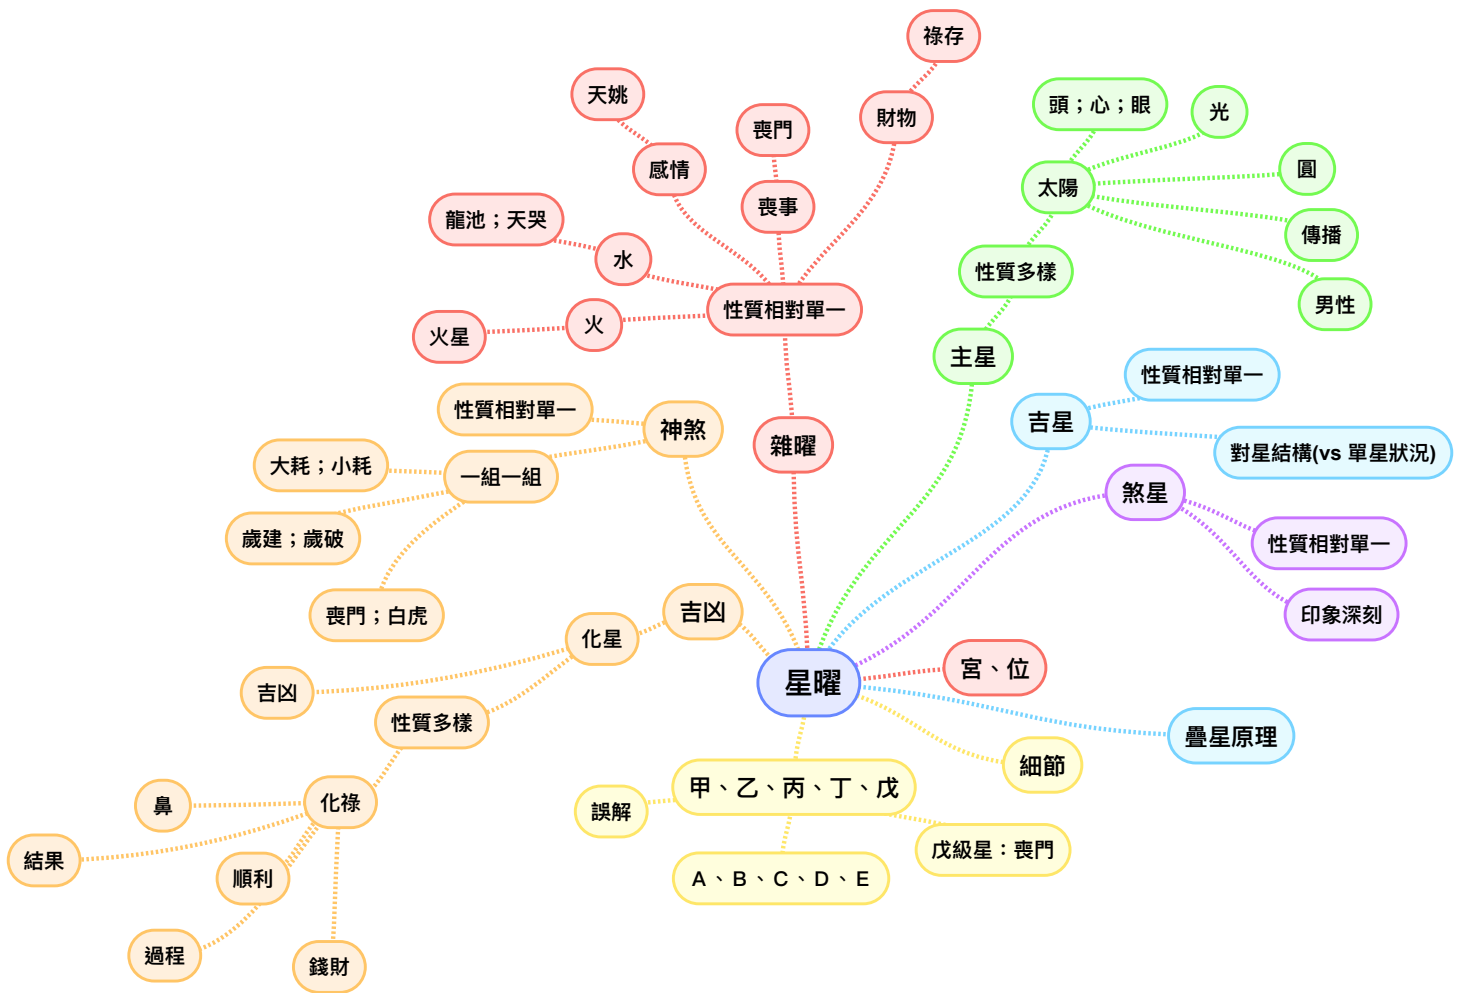 祿存
天姚
頭；心；眼
光
財物
喪門
感情
圓
太陽
喪事
龍池；天哭
傳播
水
性質多樣
男性
性質相對單一
火
火星
主星
性質相對單一
性質相對單一
吉星
神煞
雜曜
對星結構(vs 單星狀況)
大耗；小耗
一組一組
煞星
歲建；歲破
性質相對單一
喪門；白虎
印象深刻
吉凶
化星
星曜
宮、位
吉凶
性質多樣
疊星原理
細節
甲、乙、丙、丁、戊
鼻
化祿
誤解
戊級星：喪門
結果
順利
A、B、C、D、E
過程
錢財